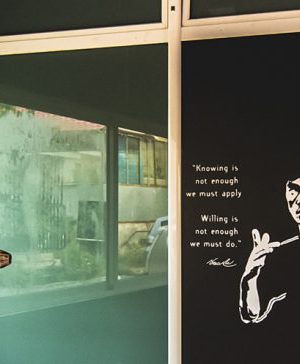 "Knowing is
not enough
we must apply
Willing is
not enough
we must do."